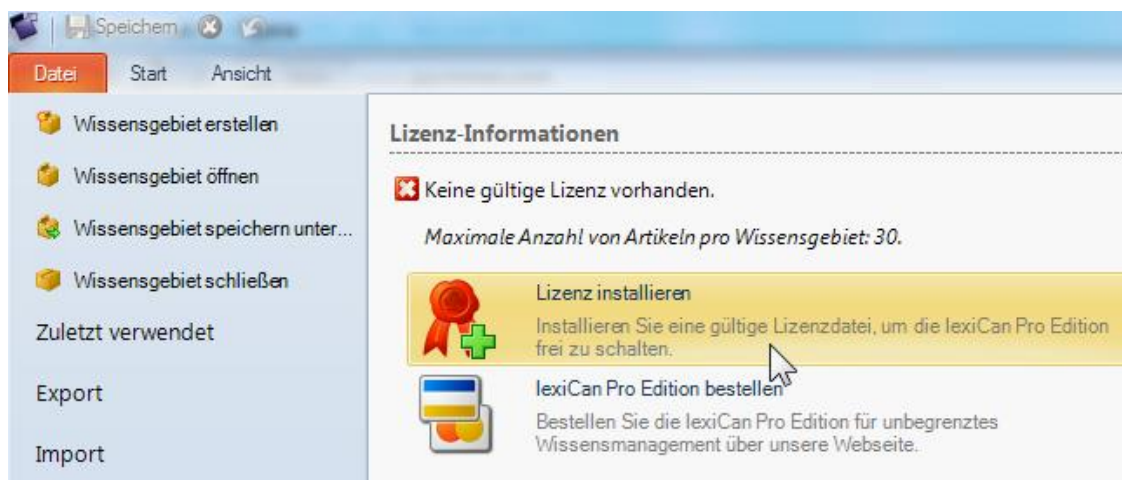 Speichern
Datei Start Ansicht
Wissensgebiet erstellen
Wissensgebiet öffnen
Wissensgebiet speichern unter...
Wissensgebiet schließen
Zuletzt verwendet
Export
Import
Lizenz-Informationen
Keine gültige Lizenz vorhanden.
Maximale Anzahl von Artikeln pro Wissensgebiet: 30.
Lizenz installieren
Installieren Sie eine gültige Lizenzdatei, um die lexiCan Pro Edition
frei zu schalten.
lexiCan Pro Edition bestellen
Bestellen Sie die lexiCan Pro Edition für unbegrenztes
Wissensmanagement über unsere Webseite.